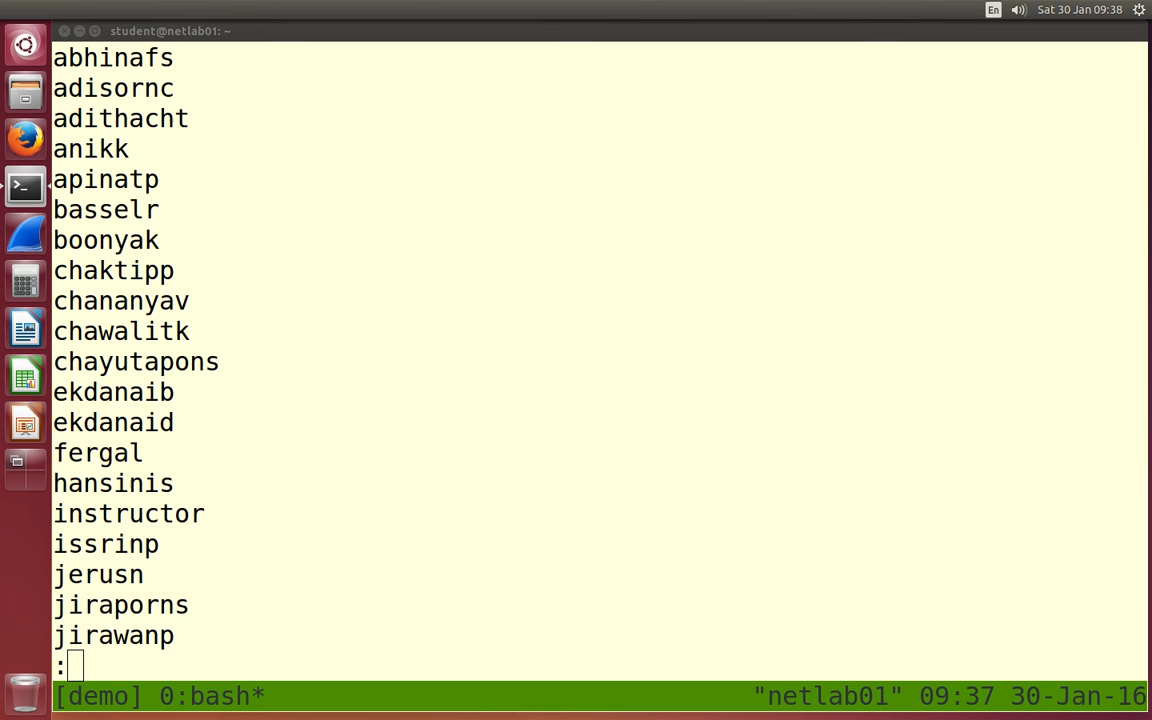 En
Sat 30 Jan 09:38
student@netlab01: ~
abhinafs
adisornc
adithacht
anikk
apinatp
basselr
boonyak
chaktipp
chananyav
chawalitk
chayutapons
ekdanaib
ekdanaid
fergal
hansinis
instructor
issrinp
jerusn
jiraporns
jirawanp
:
[demo] 0:bash* "netlab01" 09:37 30-Jan-16